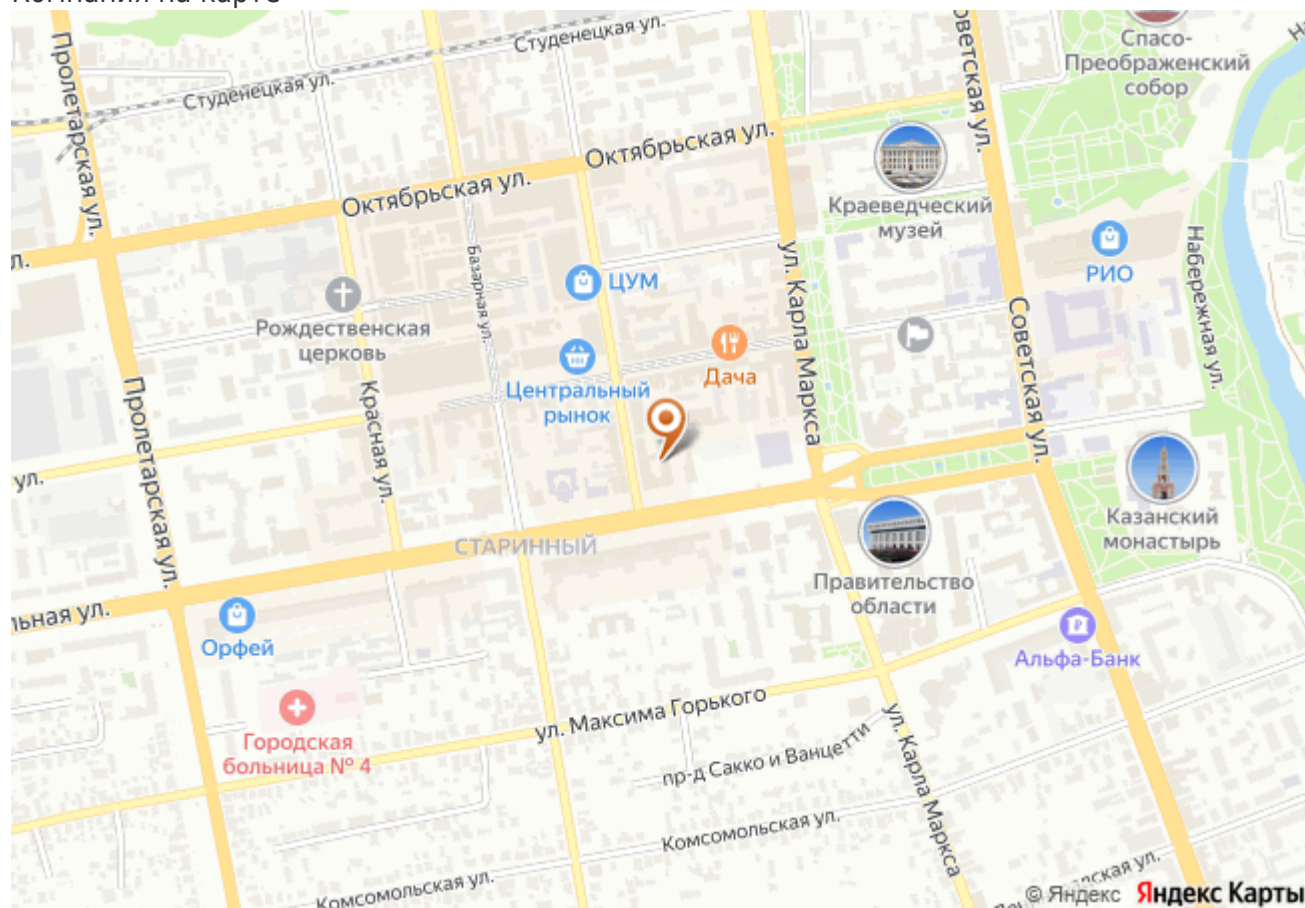 Компания на карте
Студенецкая ул.
Спасо-
Преображенский
собор
Пролетарская ул.
Студенецкая ул.
Советская ул.
Октябрьская ул.
Краеведческий
музей
Октябрьская ул.
РИО
Набережная ул.
Базарная ул.
ЦУМ
ул. Карла Маркса
Рождественская
церковь
Дача
Советская ул.
Центральный
рынок
Красная ул.
Пролетарская ул.
ул.
Казанский
монастырь
СТАРИННЫЙ
Правительство
области
льная ул.
Орфей
Альфа-Банк
ул. Максима Горького
Городская
больница № 4
пр-д Сакко и Ванцетти
ул. Карла Маркса
Комсомольская ул.
Комсомольская ул.
© Яндекс Яндекс Карты